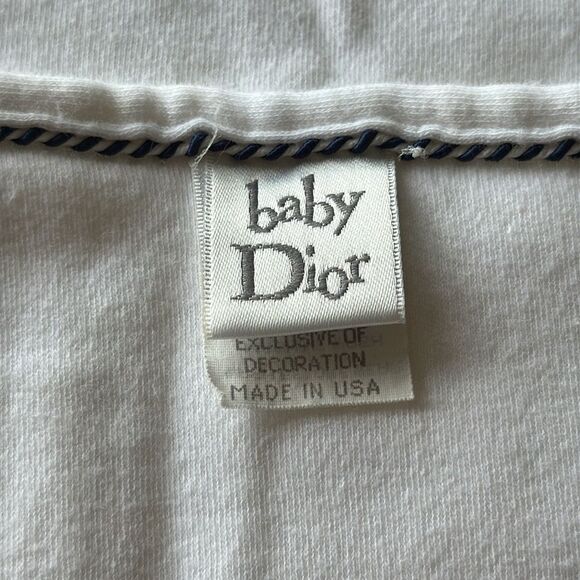 baby
Dior
EXCLUSIVE OF
DECORATION
MADE IN USA